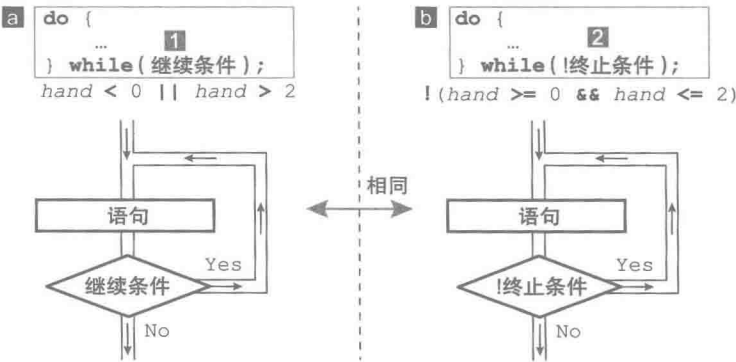 a
do {
… 1
} while(继续条件);
hand < 0 || hand > 2
语句
Yes
继续条件
No
相同
b
do {
… 2
} while(!终止条件);
!(hand >= 0 && hand <= 2)
语句
Yes
!终止条件
No